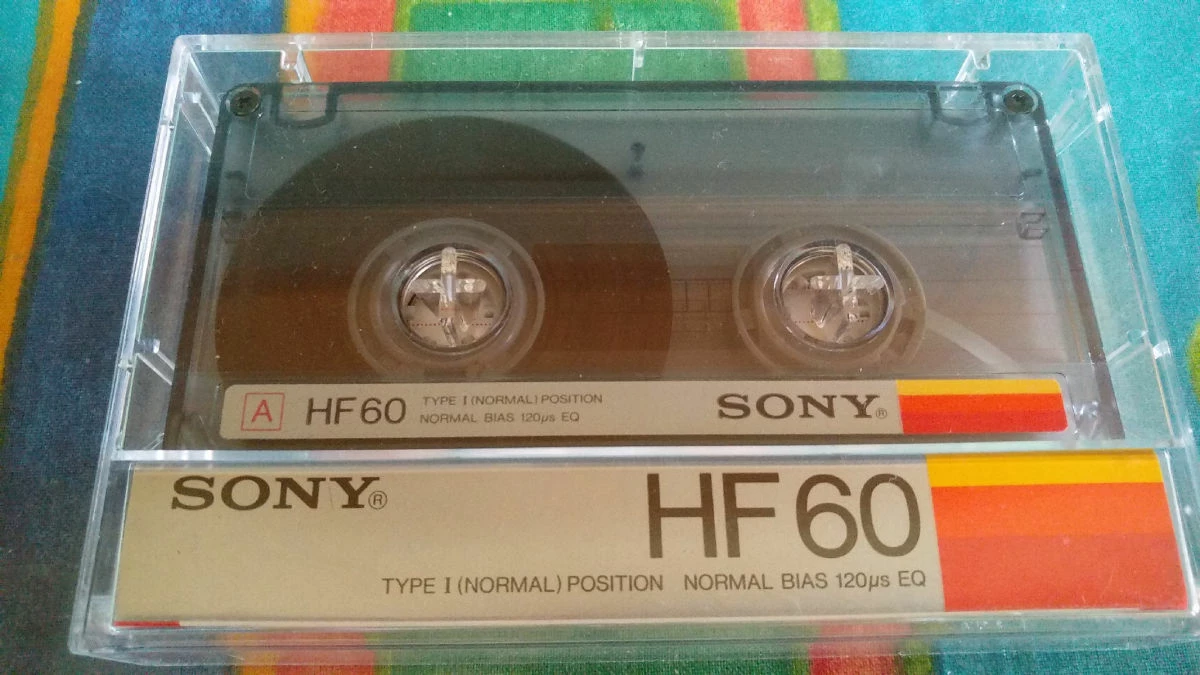 A
HF60
TYPE I (NORMAL) POSITION
NORMAL BIAS 120µs EQ
SONY®
SONY®
HF60
TYPE I (NORMAL) POSITION NORMAL BIAS 120µs EQ